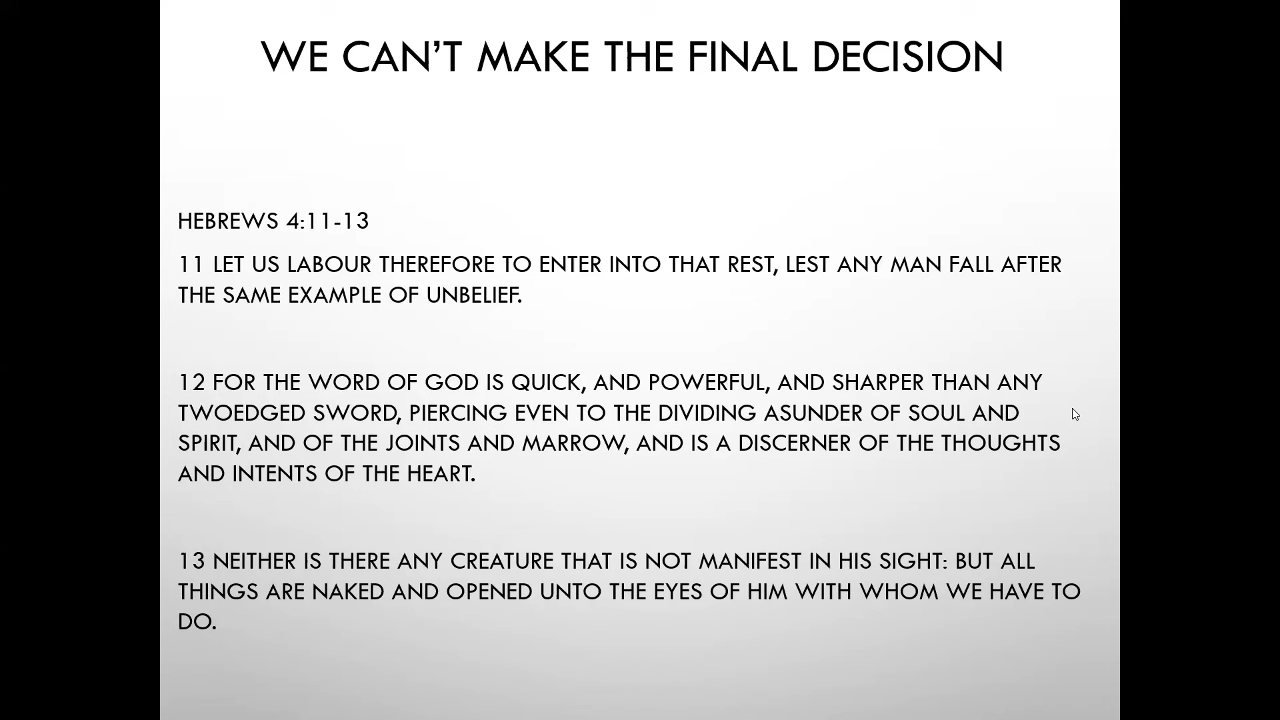 WE CAN'T MAKE THE FINAL DECISION
HEBREWS 4:11-13
11 LET US LABOUR THEREFORE TO ENTER INTO THAT REST, LEST ANY MAN FALL AFTER
THE SAME EXAMPLE OF UNBELIEF.
12 FOR THE WORD OF GOD IS QUICK, AND POWERFUL, AND SHARPER THAN ANY
TWOEDGED SWORD, PIERCING EVEN TO THE DIVIDING ASUNDER OF SOUL AND
SPIRIT, AND OF THE JOINTS AND MARROW, AND IS A DISCERNER OF THE THOUGHTS
AND INTENTS OF THE HEART.
13 NEITHER IS THERE ANY CREATURE THAT IS NOT MANIFEST IN HIS SIGHT: BUT ALL
THINGS ARE NAKED AND OPENED UNTO THE EYES OF HIM WITH WHOM WE HAVE TO
DO.